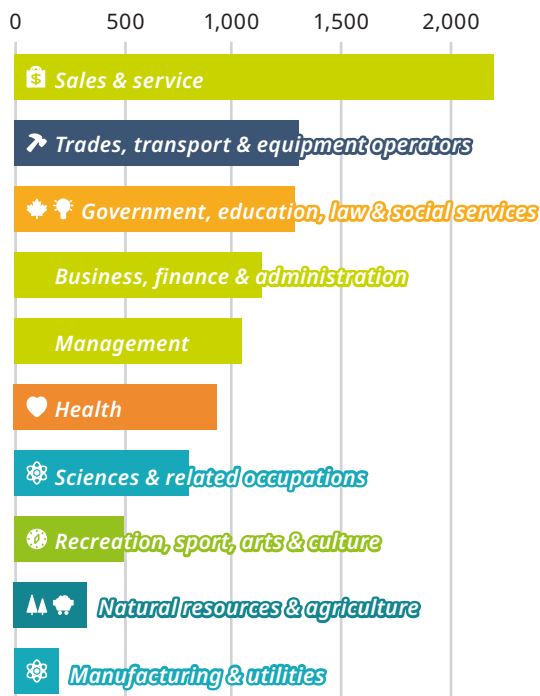 0 500 1,000 1,500 2,000
Sales & service
Trades, transport & equipment operators
Government, education, law & social services
Business, finance & administration
Management
Health
Sciences & related occupations
Recreation, sport, arts & culture
Natural resources & agriculture
Manufacturing & utilities